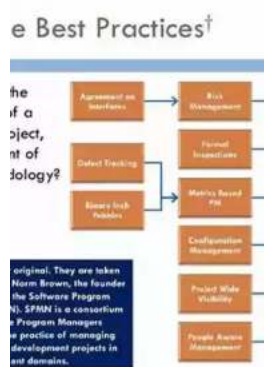 e Best Practices†
the
of a
oject,
nt of
dology?
Agreement on
Interfaces
Defect Tracking
Binary Inch
Pebbles
Risk
Management
Formal
Inspections
Metrics Based
PM
Configuration
Management
Project Wide
Visibility
People Aware
Management
original. They are taken
Norm Brown, the founder
the Software Program
N). SPMN is a consortium
e Program Managers
he practice of managing
development projects in
ent domains.